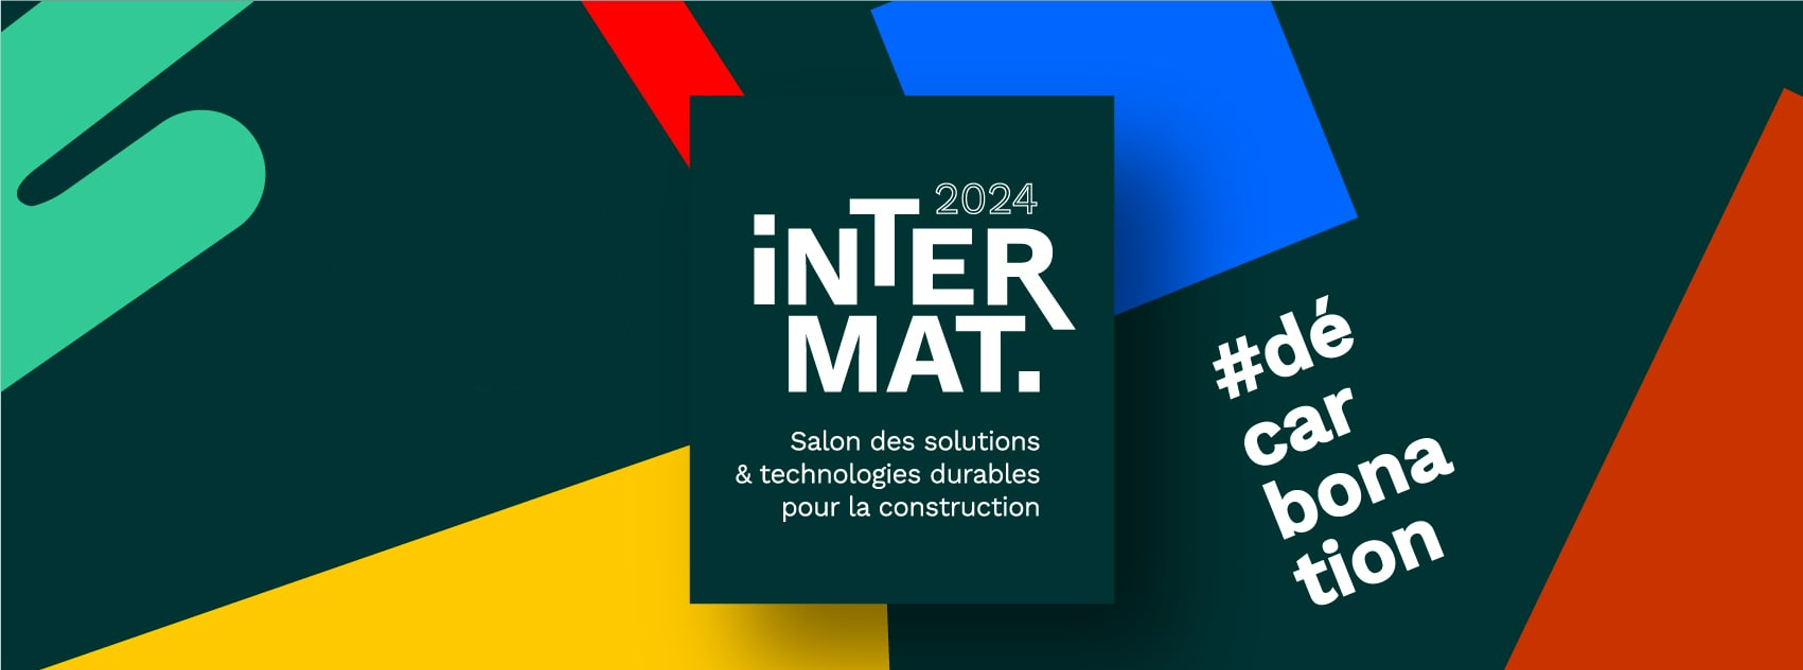 2024
iNTER
MAT.
Salon des solutions
& technologies durables
pour la construction
#dé
car
bona
tion